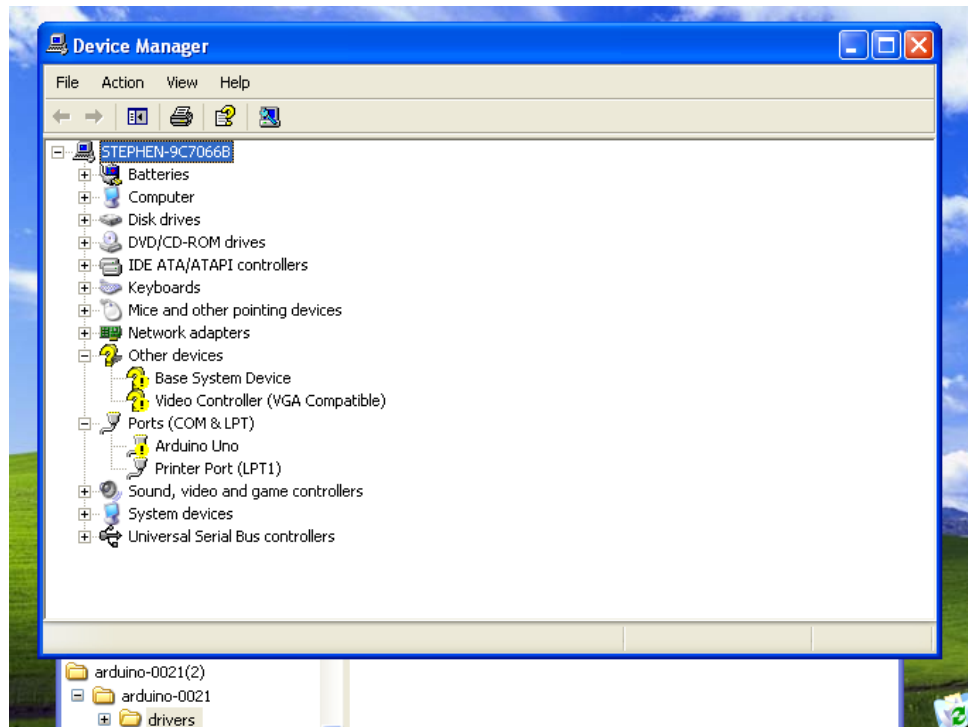 Device Manager
File Action View Help
STEPHEN-9C7066B
Batteries
Computer
Disk drives
DVD/CD-ROM drives
IDE ATA/ATAPI controllers
Keyboards
Mice and other pointing devices
Network adapters
Other devices
Base System Device
Video Controller (VGA Compatible)
Ports (COM & LPT)
Arduino Uno
Printer Port (LPT1)
Sound, video and game controllers
System devices
Universal Serial Bus controllers
arduino-0021(2)
arduino-0021
drivers